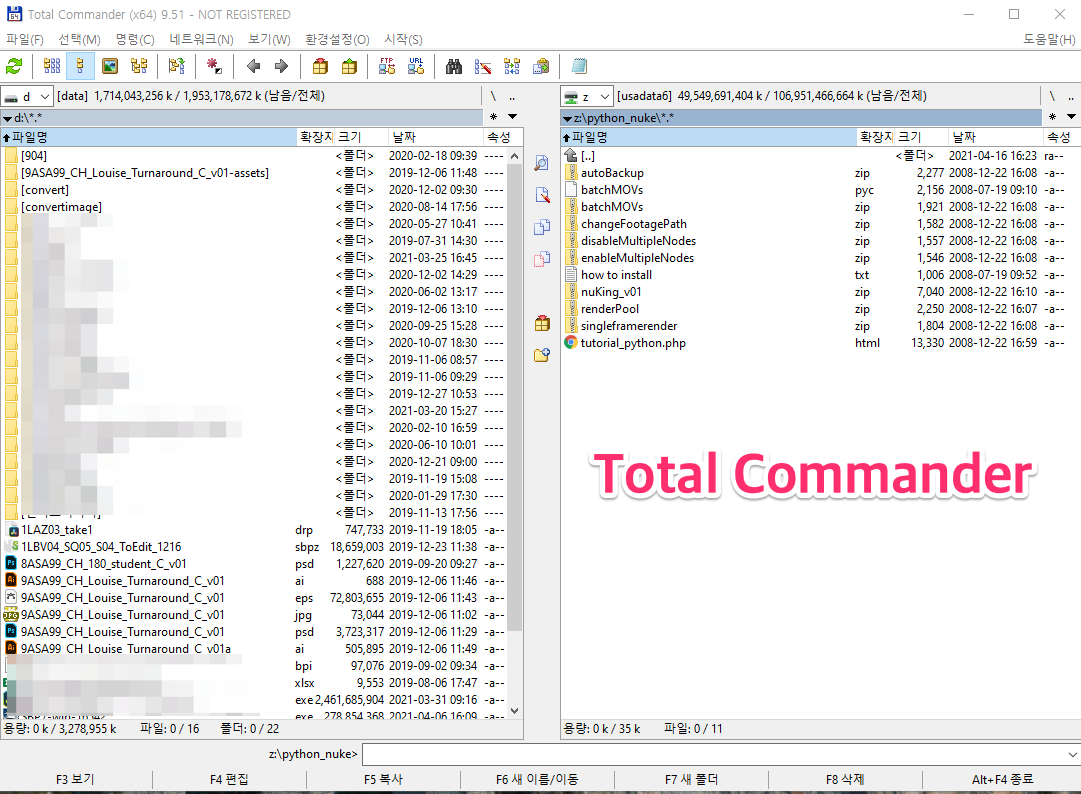 Total Commander (x64) 9.51 - NOT REGISTERED
파일(F) 선택(M) 명령(C) 네트워크(N) 보기(W) 환경설정(O) 시작(S) 도움말(H)
FTP URL
d [data] 1,714,043,256 k / 1,953,178,672 k (남음/전체) \ ..
d:\*.* * ▼
파일명 확장자 크기 날짜 속성
[904] <폴더> 2020-02-18 09:39 ----
[9ASA99_CH_Louise_Turnaround_C_v01-assets] <폴더> 2019-12-06 11:48 ----
[convert] <폴더> 2020-12-02 09:30 ----
[convertimage] <폴더> 2020-08-14 17:56 ----
<폴더> 2020-05-27 10:41 ----
<폴더> 2019-07-31 14:30 ----
<폴더> 2021-03-25 16:45 ----
<폴더> 2020-12-02 14:29 ----
<폴더> 2020-06-02 13:17 ----
<폴더> 2019-12-06 13:10 ----
<폴더> 2020-09-25 15:28 ----
<폴더> 2020-10-07 18:30 ----
<폴더> 2019-11-06 08:57 ----
<폴더> 2019-11-06 09:29 ----
<폴더> 2019-12-27 10:53 ----
<폴더> 2021-03-20 15:27 ----
<폴더> 2020-02-10 16:59 ----
<폴더> 2020-06-10 10:01 ----
<폴더> 2020-12-21 09:00 ----
<폴더> 2019-11-19 15:08 ----
<폴더> 2020-01-29 17:30 ----
<폴더> 2019-11-13 17:56 ----
1LAZ03_take1 drp 747,733 2019-11-19 18:05 -a--
1LBV04_SQ05_S04_ToEdit_1216 sbpz 18,659,003 2019-12-23 11:38 -a--
8ASA99_CH_180_student_C_v01 psd 1,227,620 2019-09-20 09:27 -a--
9ASA99_CH_Louise_Turnaround_C_v01 ai 688 2019-12-06 11:46 -a--
9ASA99_CH_Louise_Turnaround_C_v01 eps 72,803,655 2019-12-06 11:43 -a--
9ASA99_CH_Louise_Turnaround_C_v01 jpg 73,044 2019-12-06 11:02 -a--
9ASA99_CH_Louise_Turnaround_C_v01 psd 3,723,317 2019-12-06 11:29 -a--
9ASA99_CH_Louise_Turnaround_C_v01a ai 505,895 2019-12-06 11:49 -a--
bpi 97,076 2019-09-02 09:34 -a--
xlsx 9,553 2019-08-06 17:47 -a--
exe 2,461,685,904 2021-03-31 09:16 -a--
exe 278,854,368 2021-04-06 16:09 -a--
용량: 0 k / 3,278,955 k 파일: 0 / 16 폴더: 0 / 22
z [usadata6] 49,549,691,404 k / 106,951,466,664 k (남음/전체) \ ..
z:\python_nuke\*.* * ▼
파일명 확장자 크기 날짜 속성
[..] <폴더> 2021-04-16 16:23 ra--
autoBackup zip 2,277 2008-12-22 16:08 -a--
batchMOVs pyc 2,156 2008-07-19 09:10 -a--
batchMOVs zip 1,921 2008-12-22 16:08 -a--
changeFootagePath zip 1,582 2008-12-22 16:08 -a--
disableMultipleNodes zip 1,557 2008-12-22 16:08 -a--
enableMultipleNodes zip 1,546 2008-12-22 16:08 -a--
how to install txt 1,006 2008-07-19 09:52 -a--
nuKing_v01 zip 7,040 2008-12-22 16:10 -a--
renderPool zip 2,250 2008-12-22 16:07 -a--
singleframerender zip 1,804 2008-12-22 16:08 -a--
tutorial_python.php html 13,330 2008-12-22 16:59 -a--
Total Commander
용량: 0 k / 35 k 파일: 0 / 11
z:\python_nuke>
F3 보기 F4 편집 F5 복사 F6 새 이름/이동 F7 새 폴더 F8 삭제 Alt+F4 종료